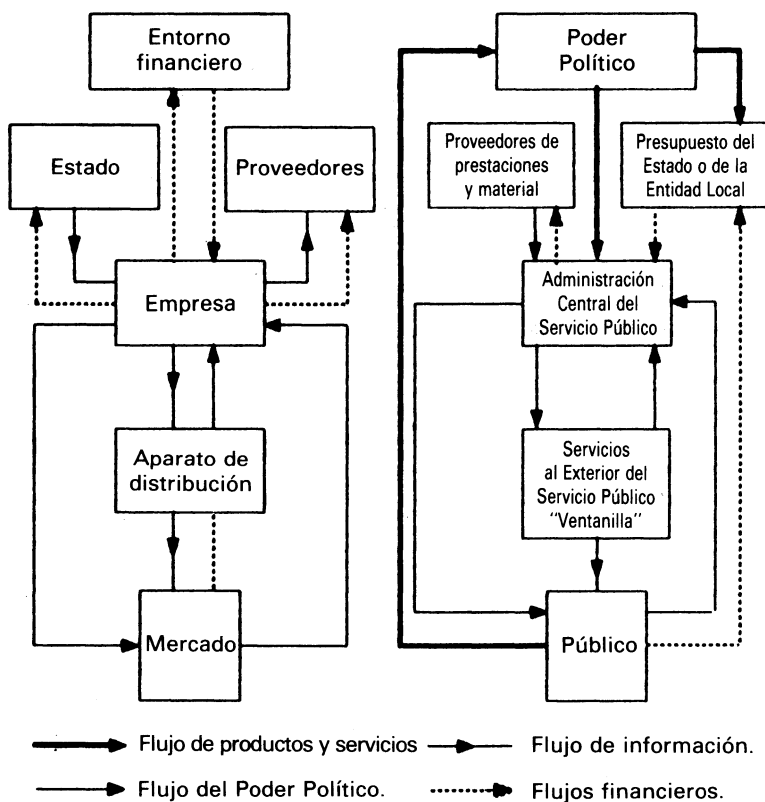 Entorno
financiero
Estado
Proveedores
Empresa
Aparato de
distribución
Mercado
Poder
Político
Proveedores de
prestaciones
y material
Presupuesto del
Estado o de la
Entidad Local
Administración
Central del
Servicio Público
Servicios
al Exterior del
Servicio Público
"Ventanilla"
Público
Flujo de productos y servicios
Flujo de información.
Flujo del Poder Político.
Flujos financieros.